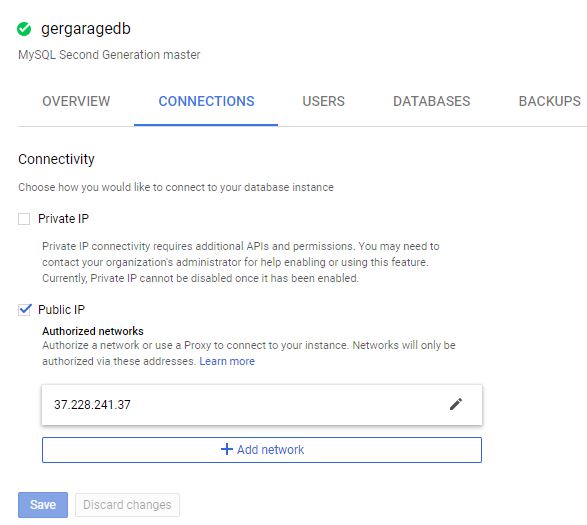 gergaragedb
MySQL Second Generation master
OVERVIEW CONNECTIONS USERS DATABASES BACKUPS
Connectivity
Choose how you would like to connect to your database instance
Private IP
Private IP connectivity requires additional APIs and permissions. You may need to
contact your organization's administrator for help enabling or using this feature.
Currently, Private IP cannot be disabled once it has been enabled.
Public IP
Authorized networks
Authorize a network or use a Proxy to connect to your instance. Networks will only be
authorized via these addresses. Learn more
37.228.241.37
Add network
Save Discard changes